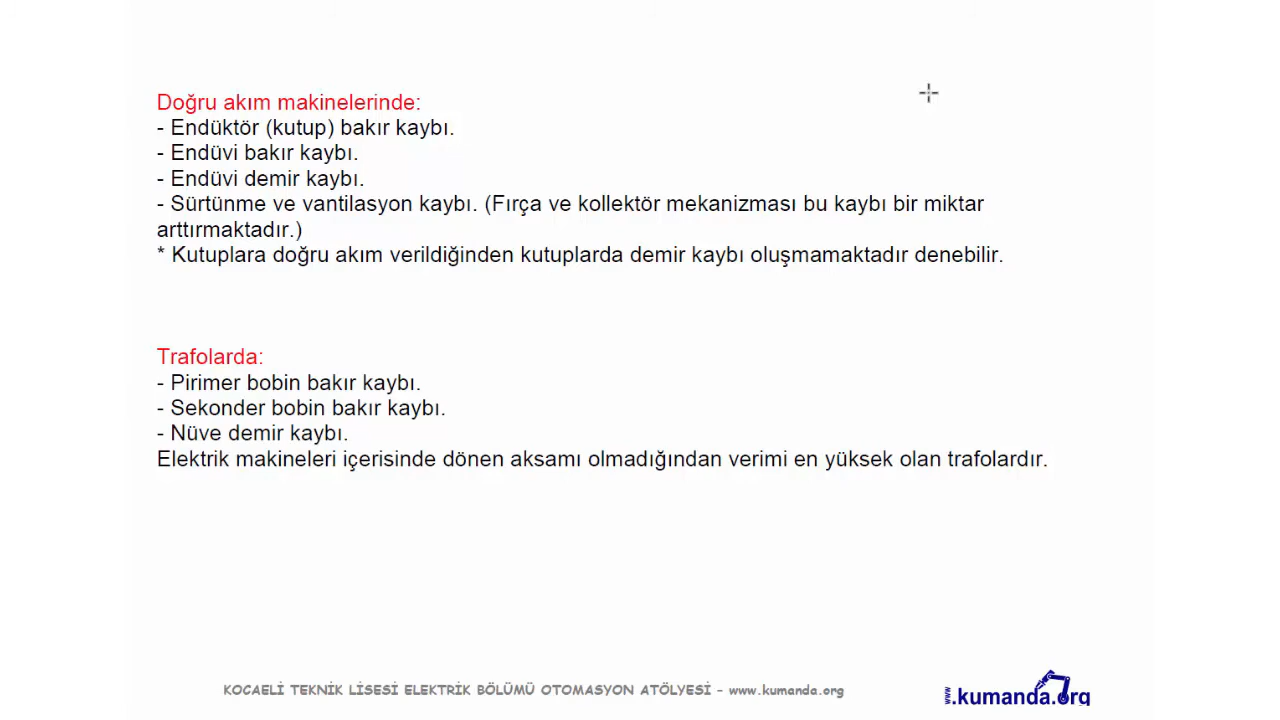 Doğru akım makinelerinde:
- Endüktör (kutup) bakır kaybı.
- Endüvi bakır kaybı.
- Endüvi demir kaybı.
- Sürtünme ve vantilasyon kaybı. (Fırça ve kollektör mekanizması bu kaybı bir miktar
arttırmaktadır.)
* Kutuplara doğru akım verildiğinden kutuplarda demir kaybı oluşmamaktadır denebilir.
Trafolarda:
- Pirimer bobin bakır kaybı.
- Sekonder bobin bakır kaybı.
- Nüve demir kaybı.
Elektrik makineleri içerisinde dönen aksamı olmadığından verimi en yüksek olan trafolardır.
KOCAELİ TEKNİK LİSESİ ELEKTRİK BÖLÜMÜ OTOMASYON ATÖLYESİ - www.kumanda.org
www.kumanda.org